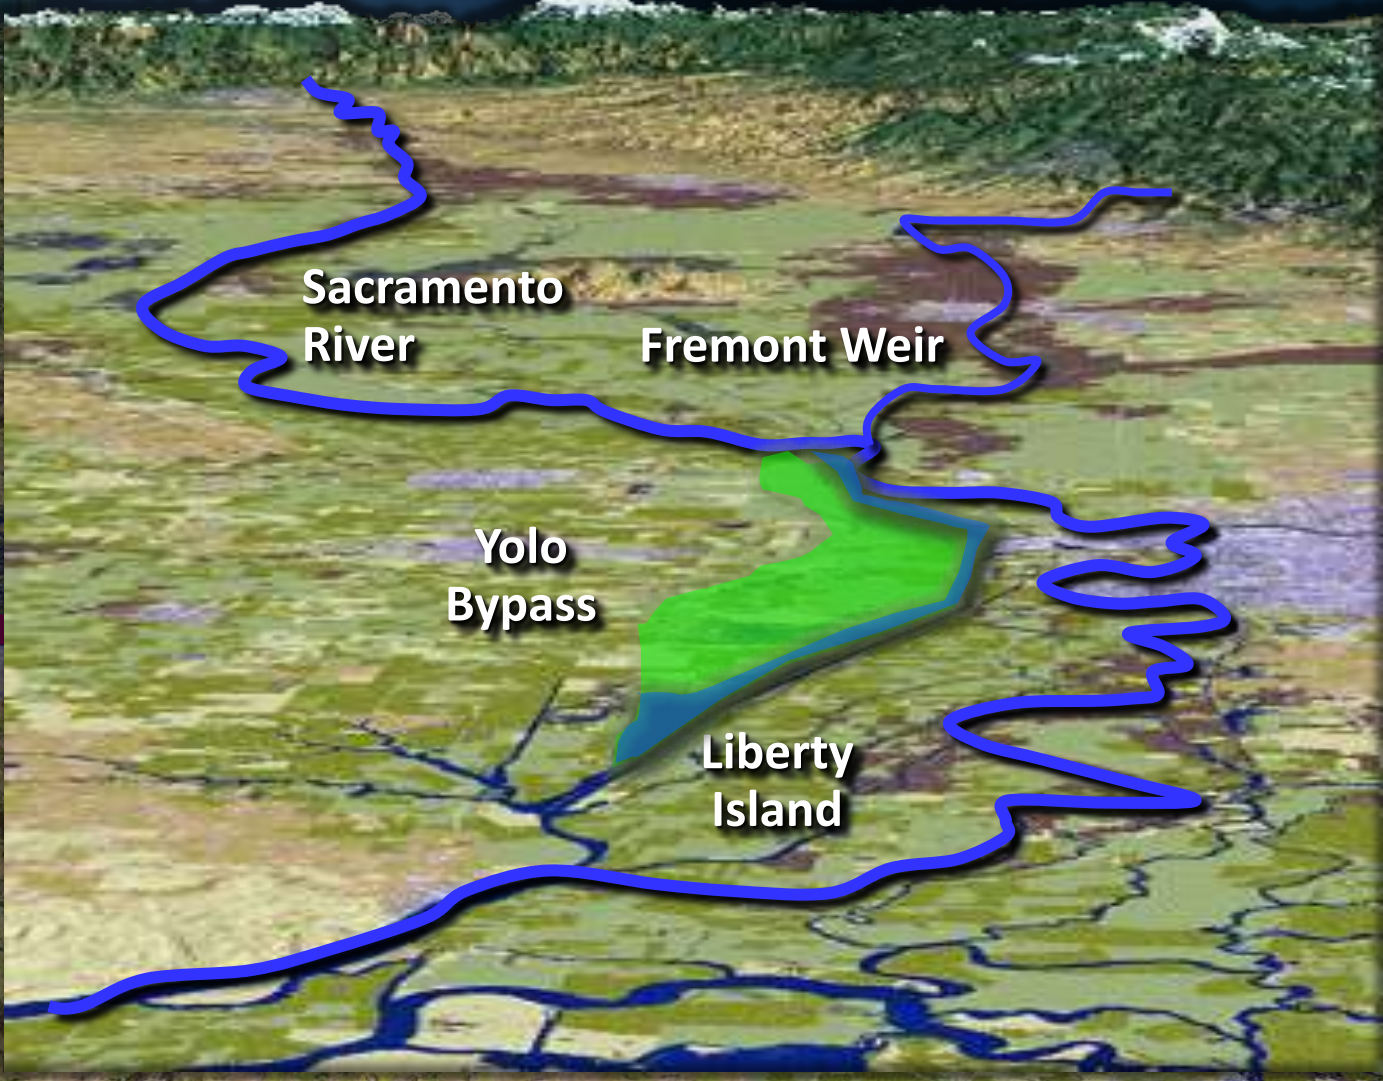 Sacramento
River
Fremont Weir
Yolo
Bypass
Liberty
Island